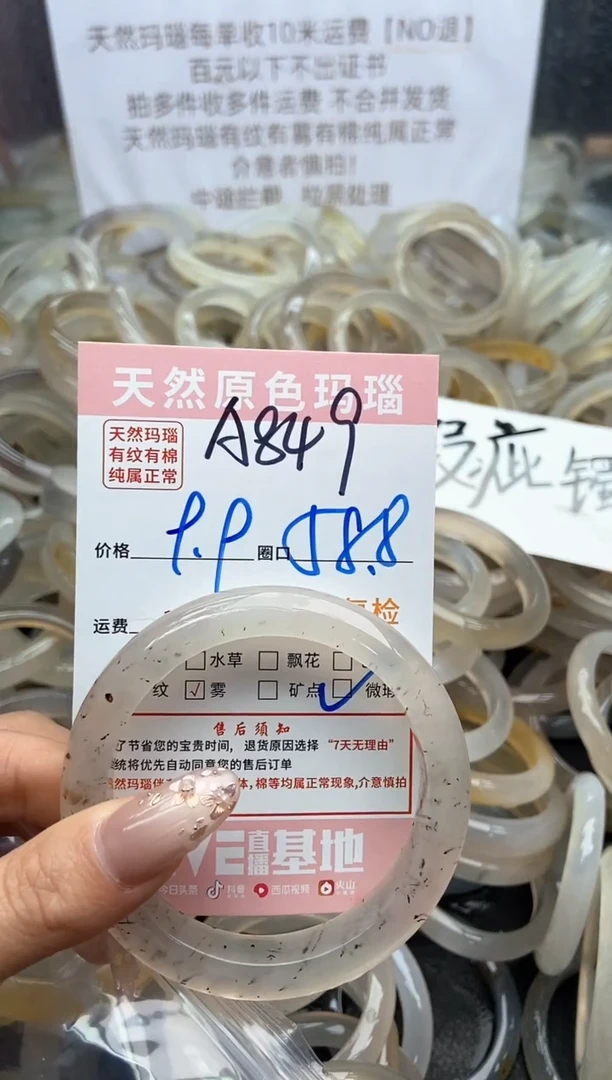 天然玛瑙每单收10米运费【NO退】
百元以下不出证书
拍多件收多件运费 不合并发货
天然玛瑙有纹有雾有棉纯属正常
介意者慎拍！
天然原色玛瑙
A849
天然玛瑙
有纹有棉
纯属正常
瑕疵 镯
价格 9.9 圈口 58.8
运费 检
水草 飘花
纹 √ 雾 矿点 ✓ 微瑕
售后须知
了节省您的宝贵时间，退货原因选择“7天无理由”
统将优先自动同意您的售后订单
然玛瑙伴 体，棉等均属正常现象，介意慎拍
直播基地
今日头条 抖音 西瓜视频 火山